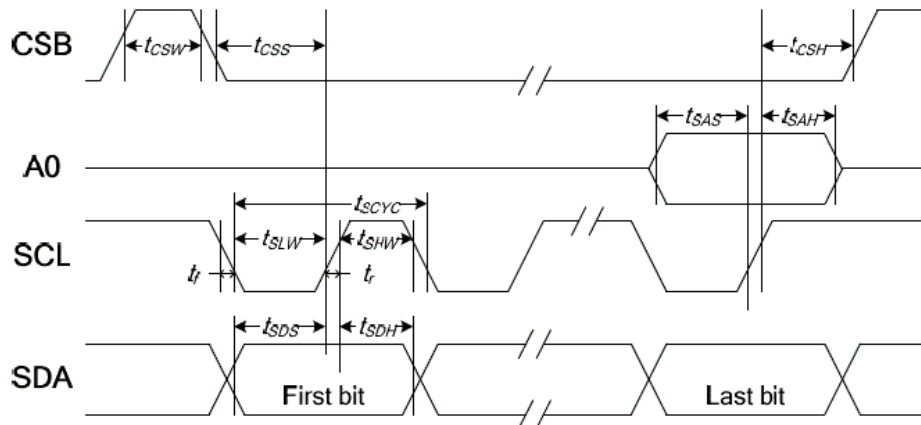 CSB
tCSW
tCSS
tCSH
A0
tSAS
tSAH
SCL
tSCYC
tSLW
tSHW
tf
tr
SDA
tSDS
tSDH
First bit
Last bit